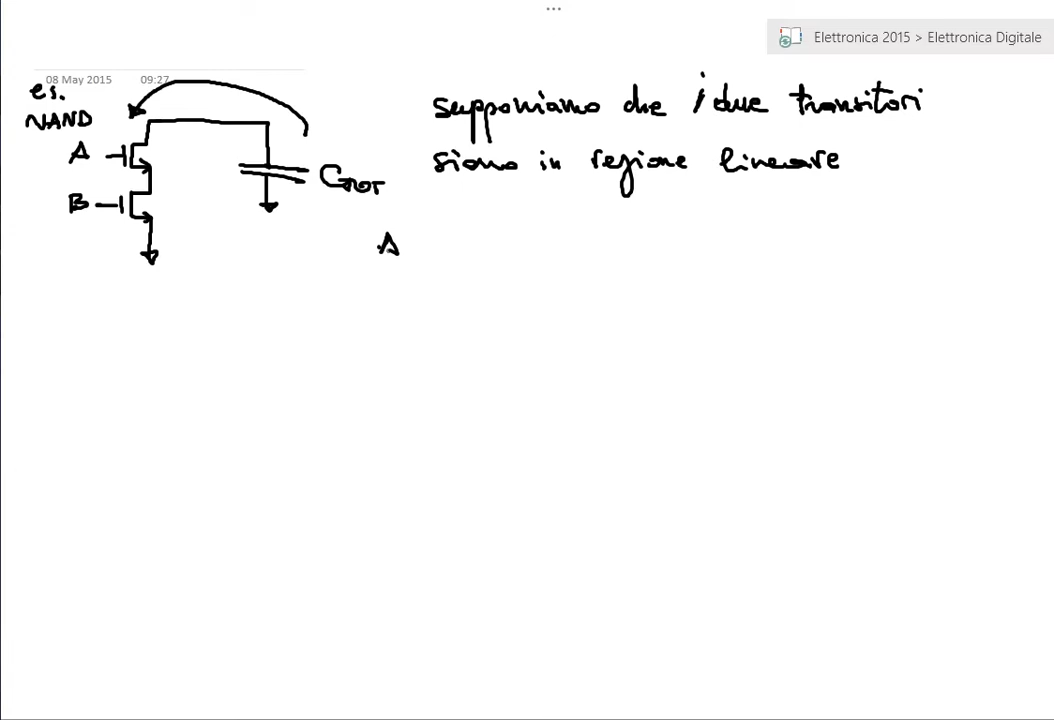 ...
Elettronica 2015 > Elettronica Digitale
08 May 2015 09:27
es.
NAND
A
B
CTOT
supponiamo che i due transitori
siano in regione lineare
A